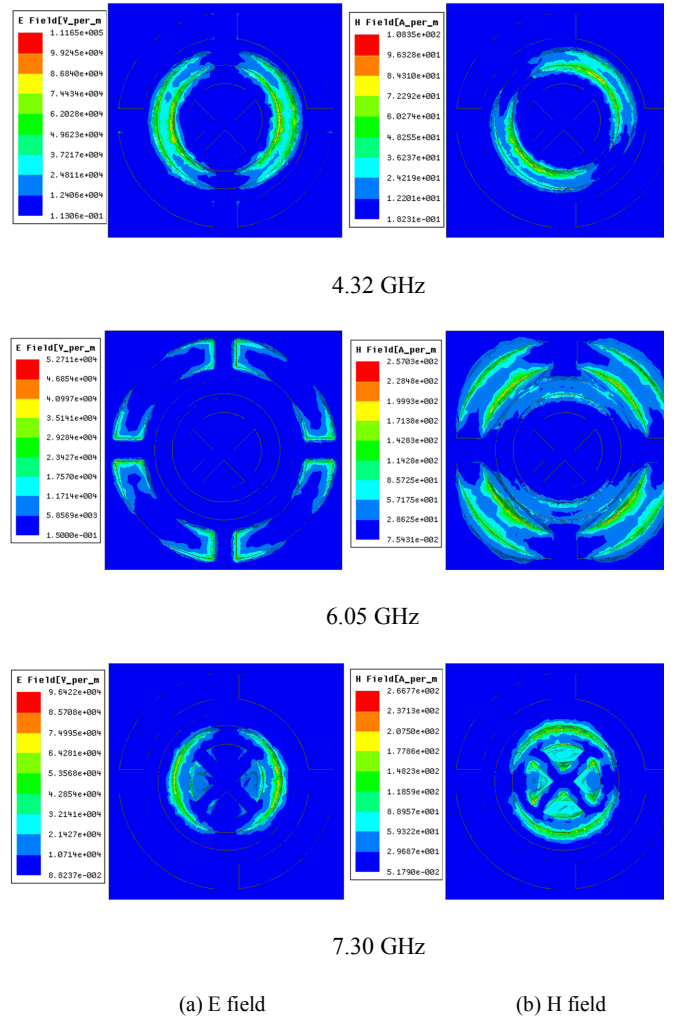 E Field[V_per_m
1.1165e+005
9.9245e+004
8.6840e+004
7.4434e+004
6.2028e+004
4.9623e+004
3.7217e+004
2.4811e+004
1.2406e+004
1.1306e-001
H Field[A_per_m
1.0835e+002
9.6328e+001
8.4310e+001
7.2292e+001
6.0274e+001
4.8255e+001
3.6237e+001
2.4219e+001
1.2201e+001
1.8231e-001
4.32 GHz
E Field[V_per_m
5.2711e+004
4.6854e+004
4.0997e+004
3.5141e+004
2.9284e+004
2.3427e+004
1.7570e+004
1.1714e+004
5.8569e+003
1.5000e-001
H Field[A_per_m
2.5703e+002
2.2848e+002
1.9993e+002
1.7138e+002
1.4283e+002
1.1428e+002
8.5725e+001
5.7175e+001
2.8625e+001
7.5431e-002
6.05 GHz
E Field[V_per_m
9.6422e+004
8.5708e+004
7.4995e+004
6.4281e+004
5.3568e+004
4.2854e+004
3.2141e+004
2.1427e+004
1.0714e+004
8.8237e-002
H Field[A_per_m
2.6677e+002
2.3713e+002
2.0750e+002
1.7786e+002
1.4823e+002
1.1859e+002
8.8957e+001
5.9322e+001
2.9687e+001
5.1790e-002
7.30 GHz
(a) E field
(b) H field